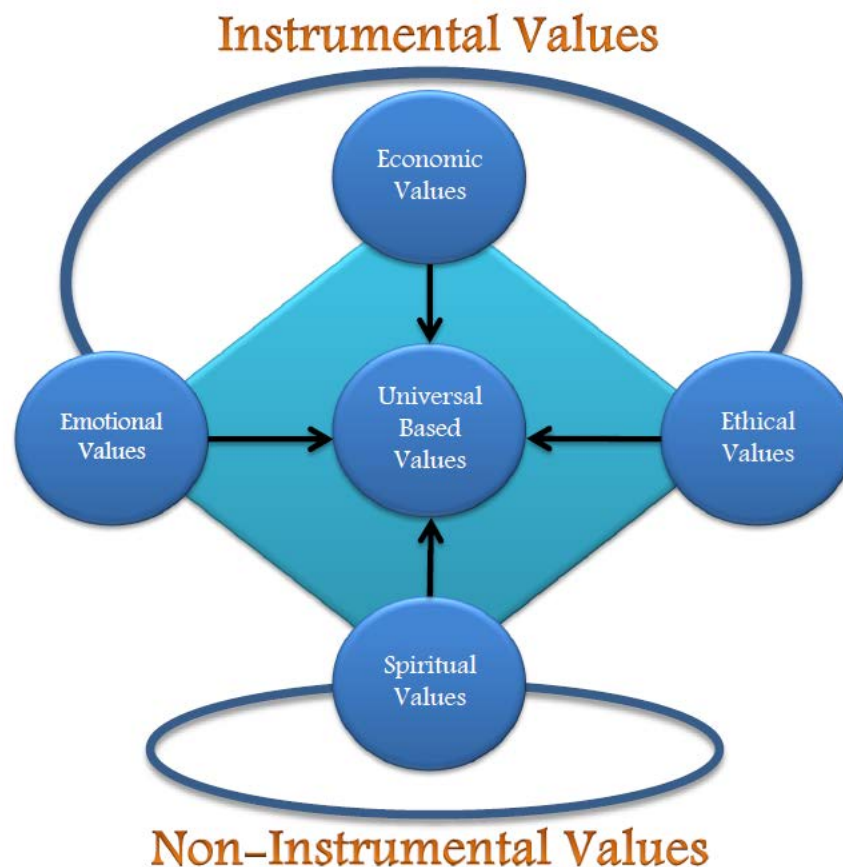 Instrumental Values
Economic
Values
Emotional
Values
Universal
Based
Values
Ethical
Values
Spiritual
Values
Non-Instrumental Values